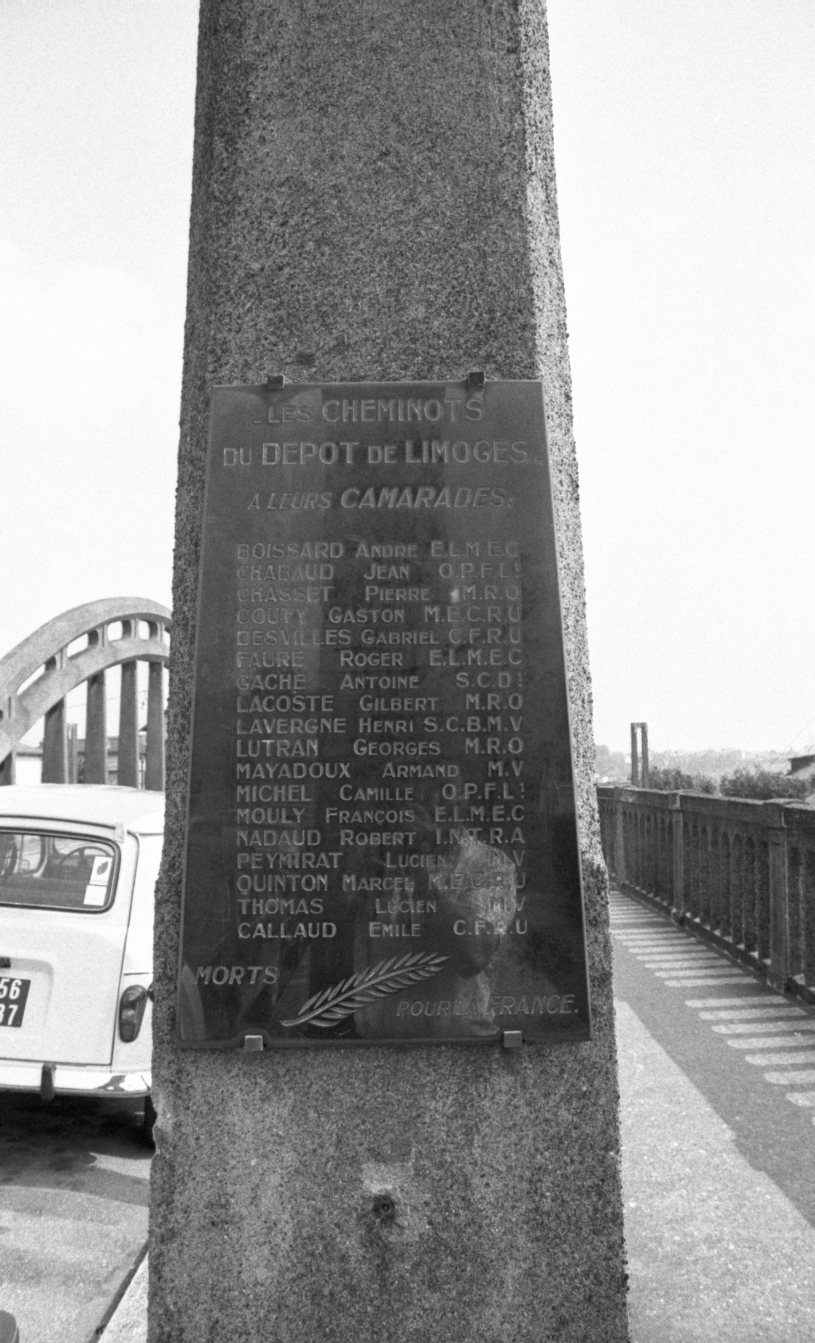 LES CHEMINOTS
DU DEPOT DE LIMOGES
A LEURS CAMARADES:
BOISSARD ANDRE E.L.M.E.C
CHABAUD JEAN O.P.F.L!
CHASSET PIERRE M.R.O
COUTY GASTON M.E.C.R.U
DESVILLES GABRIEL C.F.R.U
FAURE ROGER E.L.M.E.C
GACHE ANTOINE S.C.D!
LACOSTE GILBERT M.R.O
LAVERGNE HENRI S.C.B.M.V
LUTRAN GEORGES M.R.O
MAYADOUX ARMAND M.V
MICHEL CAMILLE O.P.F.L!
MOULY FRANÇOIS E.L.M.E.C
NADAUD ROBERT I.N.T.R.A
PEYMIRAT LUCIEN M.V
QUINTON MARCEL M.E.C.R.U
THOMAS LUCIEN M.V
CALLAUD EMILE C.F.R.U
MORTS
POUR LA FRANCE.
56
87